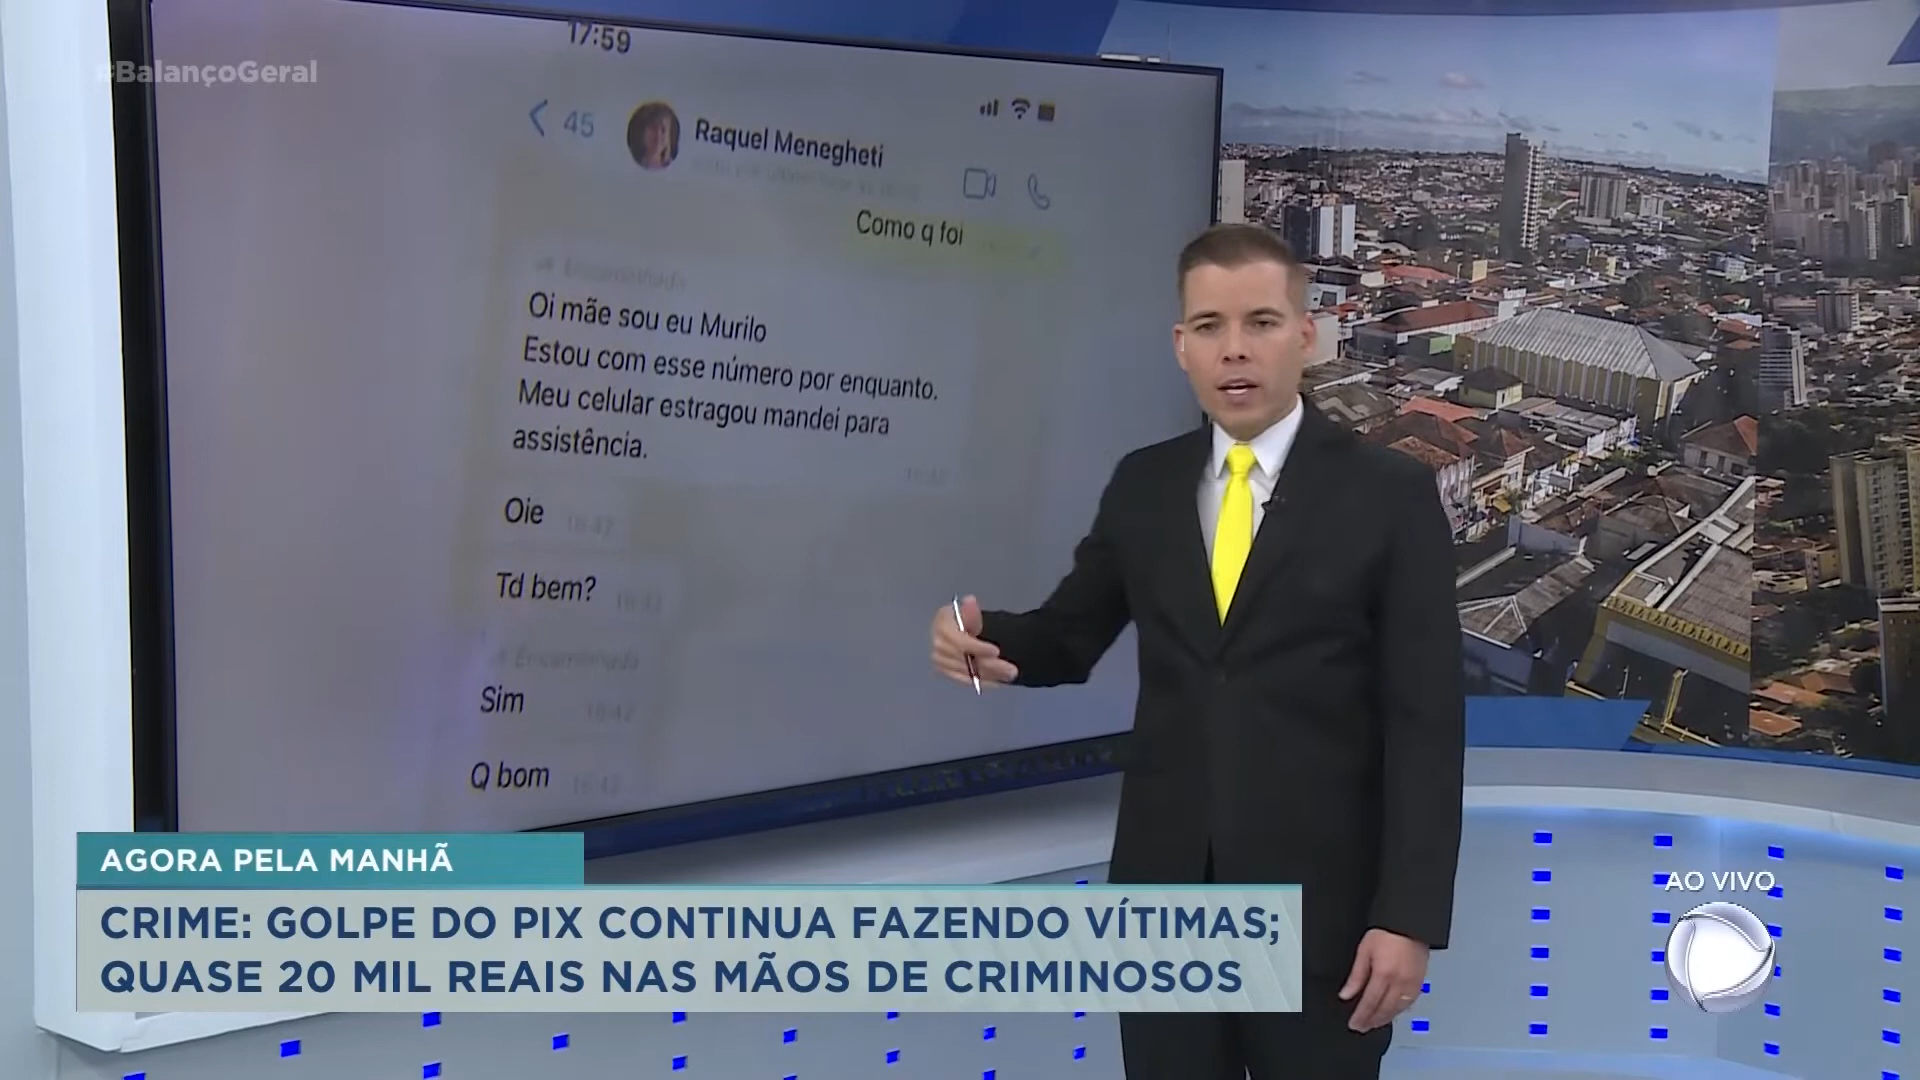 #BalançoGeral
17:59
45
Raquel Menegheti
Como q foi
Encaminhada
Oi mãe sou eu Murilo
Estou com esse número por enquanto.
Meu celular estragou mandei para
assistência.
Oie
Td bem?
Encaminhada
Sim
Q bom
AGORA PELA MANHÃ
CRIME: GOLPE DO PIX CONTINUA FAZENDO VÍTIMAS;
QUASE 20 MIL REAIS NAS MÃOS DE CRIMINOSOS
AO VIVO